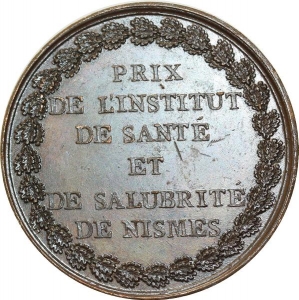 PRIX
DE L'INSTITUT
DE SANTÉ
ET
DE SALUBRITÉ
DE NISMES